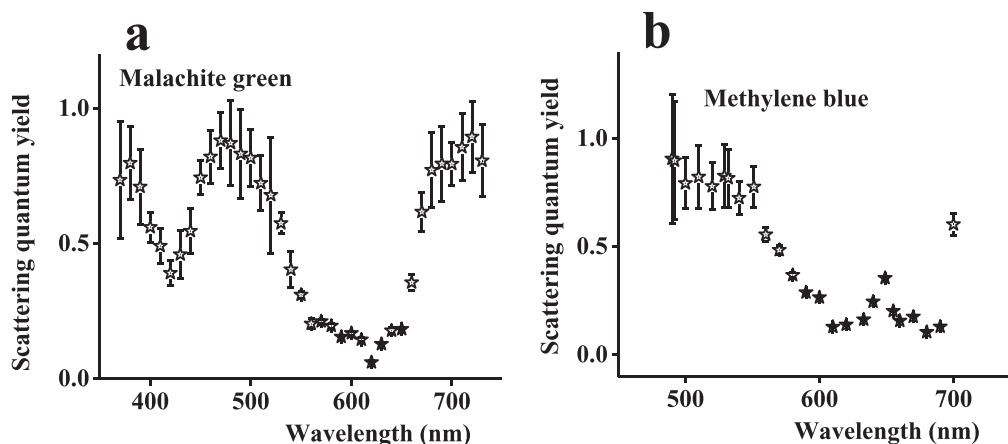 a
Malachite green
Scattering quantum yield
1.0
0.5
0.0
400 500 600 700
Wavelength (nm)
b
Methylene blue
Scattering quantum yield
1.0
0.5
0.0
500 600 700
Wavelength (nm)